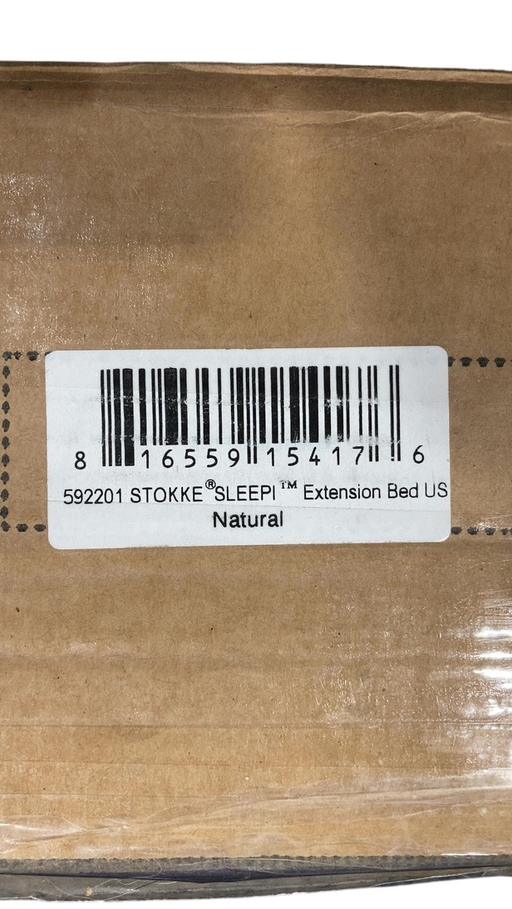 8 16559 15417 6
592201 STOKKE®SLEEPI™ Extension Bed US
Natural